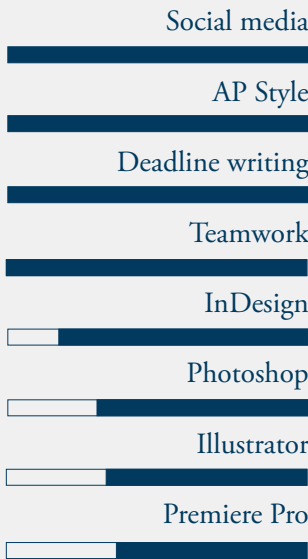 Social media
AP Style
Deadline writing
Teamwork
InDesign
Photoshop
Illustrator
Premiere Pro